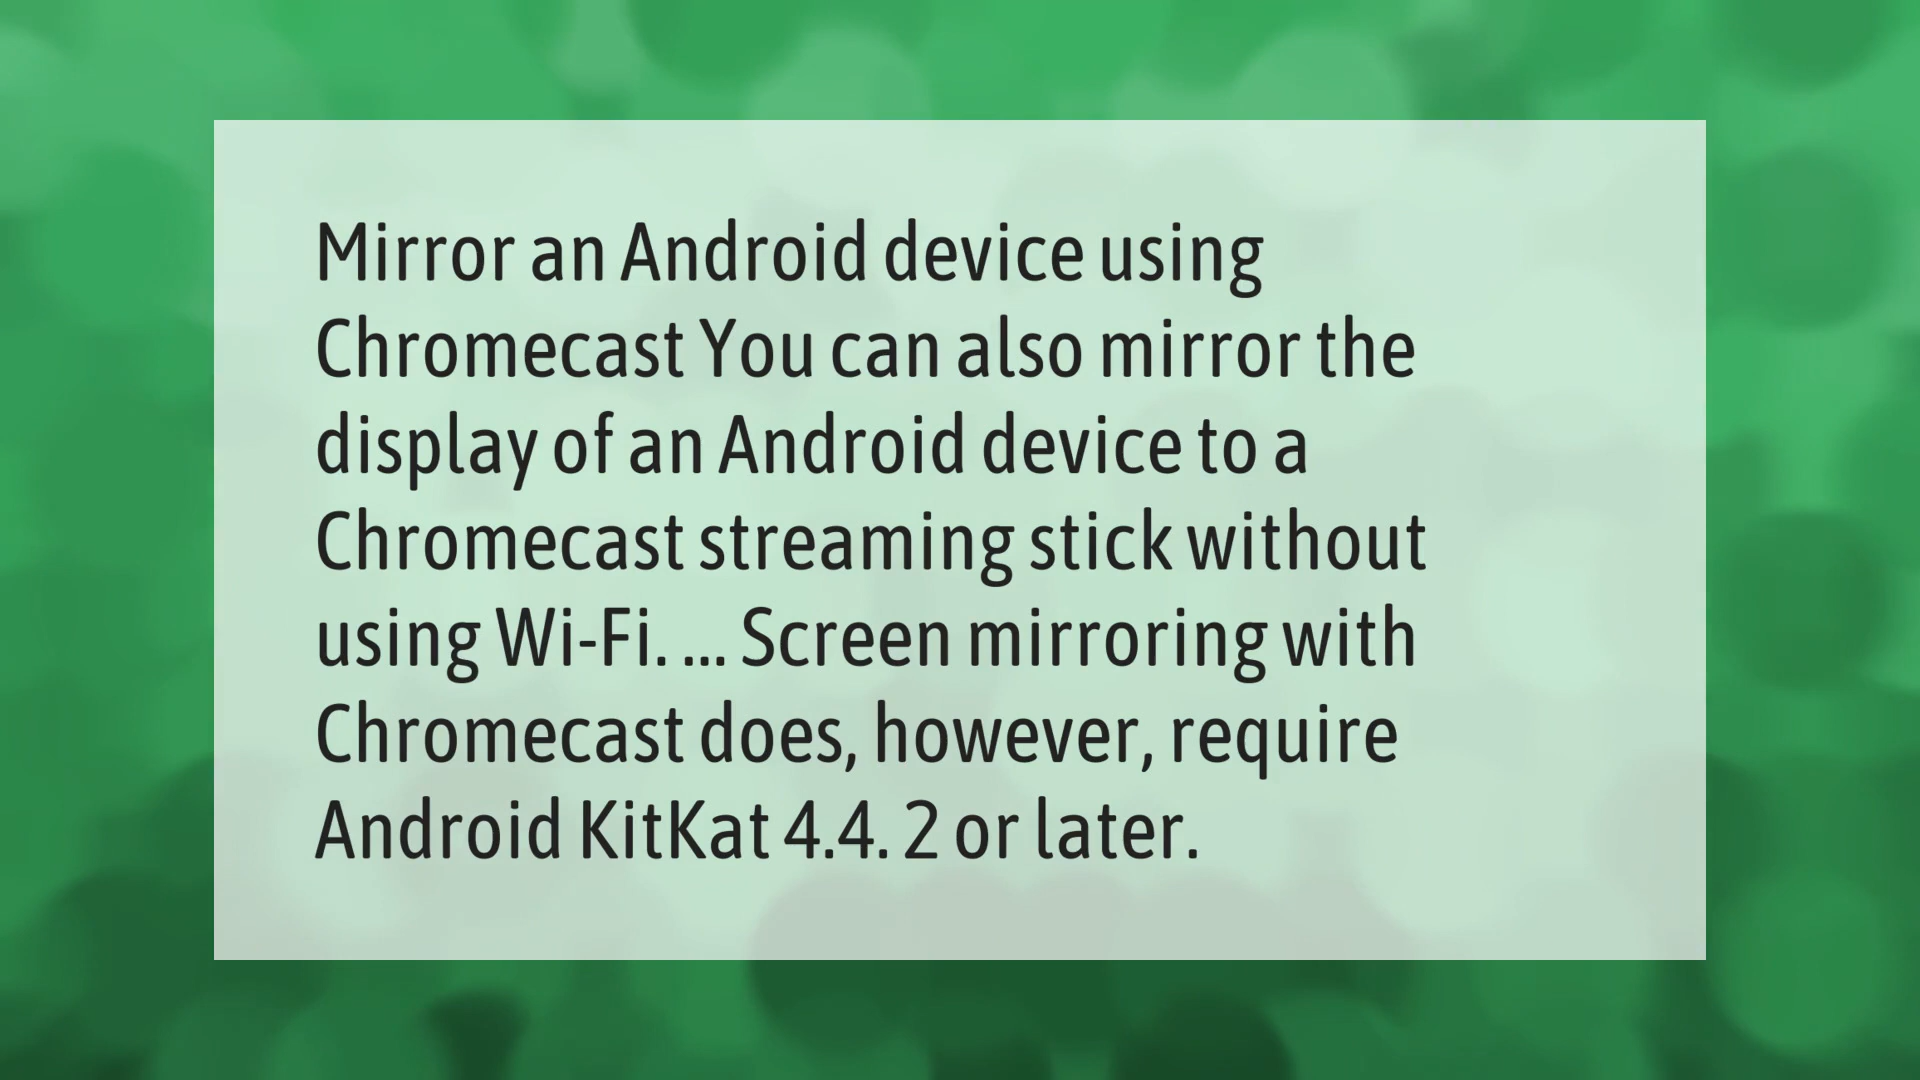 Mirror an Android device using
Chromecast You can also mirror the
display of an Android device to a
Chromecast streaming stick without
using Wi-Fi. ... Screen mirroring with
Chromecast does, however, require
Android KitKat 4.4. 2 or later.